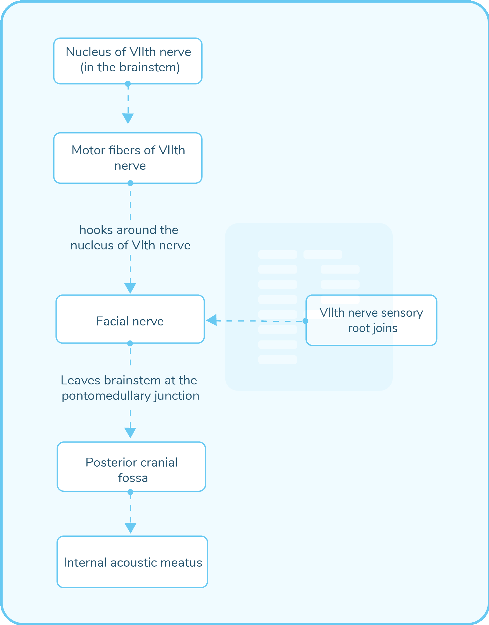 Nucleus of VIIth nerve
(in the brainstem)
Motor fibers of VIIth
nerve
hooks around the
nucleus of VIth nerve
Facial nerve
VIIth nerve sensory
root joins
Leaves brainstem at the
pontomedullary junction
Posterior cranial
fossa
Internal acoustic meatus